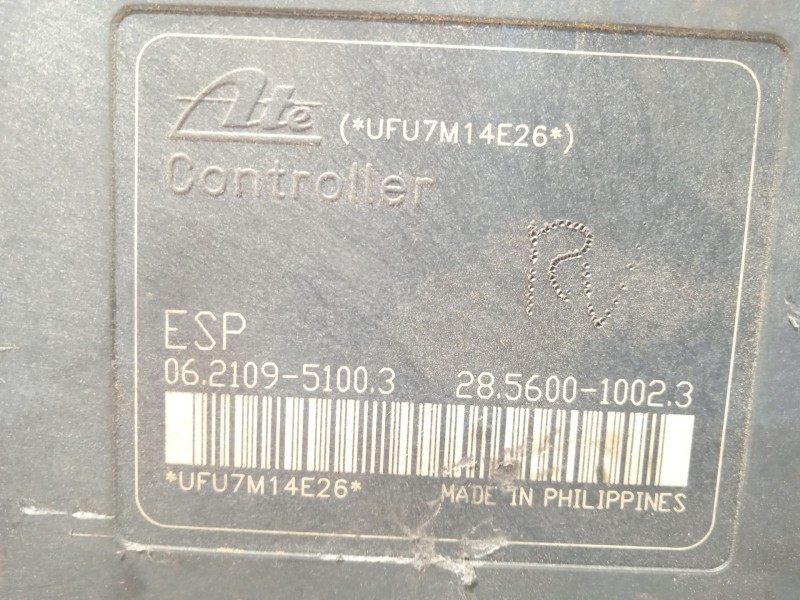 Ate (*UFU7M14E26*)
Controller
R
ESP
06.2109-5100.3 28.5600-1002.3
*UFU7M14E26* MADE IN PHILIPPINES